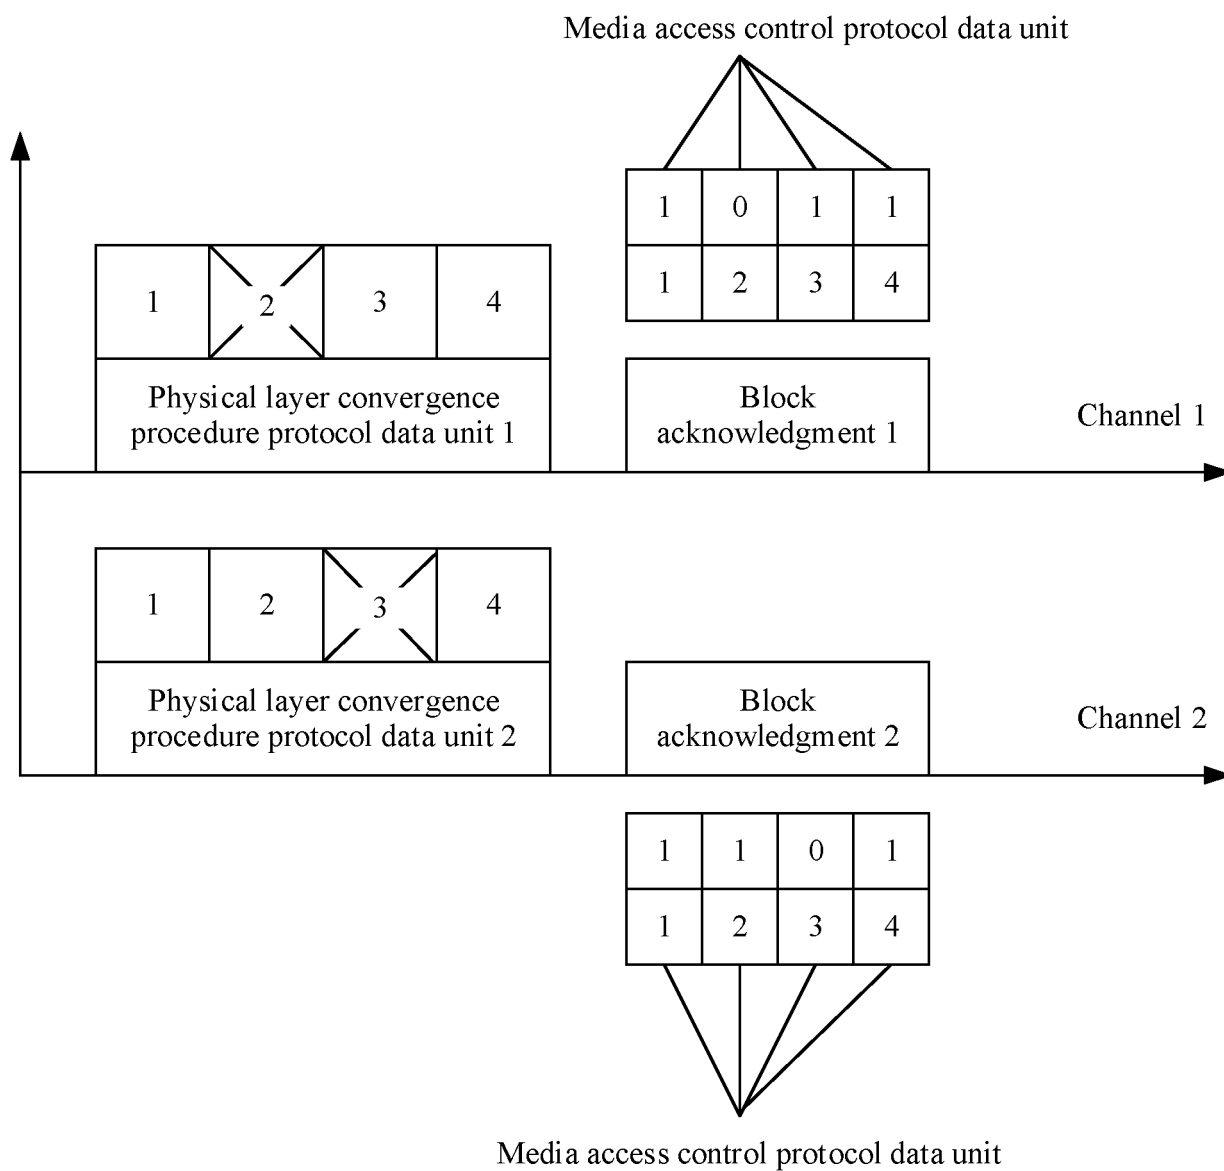 Media access control protocol data unit
1 0 1 1
1 2 3 4
1 2 3 4
Physical layer convergence
procedure protocol data unit 1
Block
acknowledgment 1
Channel 1
1 2 3 4
Physical layer convergence
procedure protocol data unit 2
Block
acknowledgment 2
Channel 2
1 1 0 1
1 2 3 4
Media access control protocol data unit